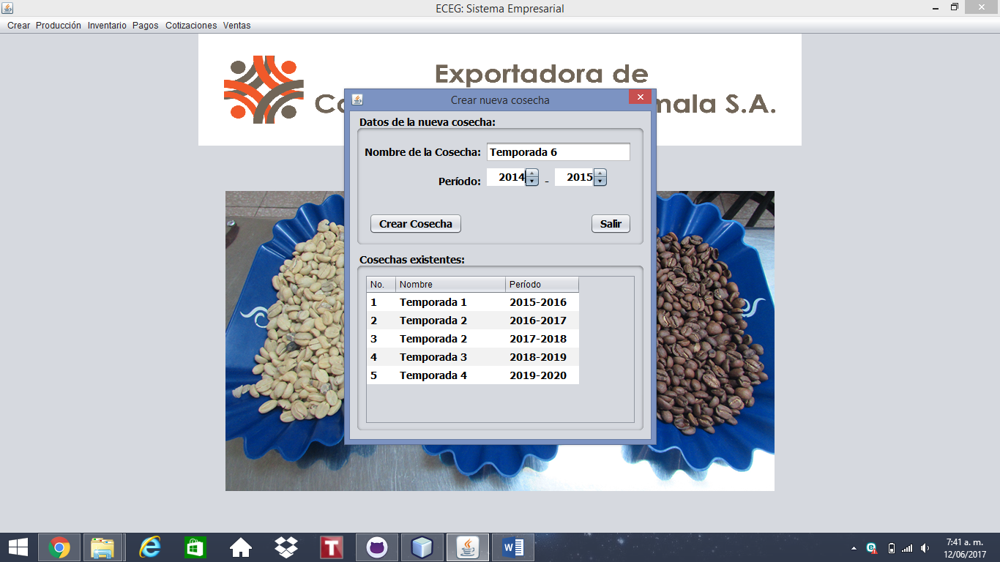 ECEG: Sistema Empresarial
Crear Producción Inventario Pagos Cotizaciones Ventas
Exportadora de
S.A.
Crear nueva cosecha
Datos de la nueva cosecha:
Nombre de la Cosecha: Temporada 6
Período: 2014 - 2015
Crear Cosecha Salir
Cosechas existentes:
No. Nombre Período
1 Temporada 1 2015-2016
2 Temporada 2 2016-2017
3 Temporada 2 2017-2018
4 Temporada 3 2018-2019
5 Temporada 4 2019-2020
7:41 a. m.
12/06/2017